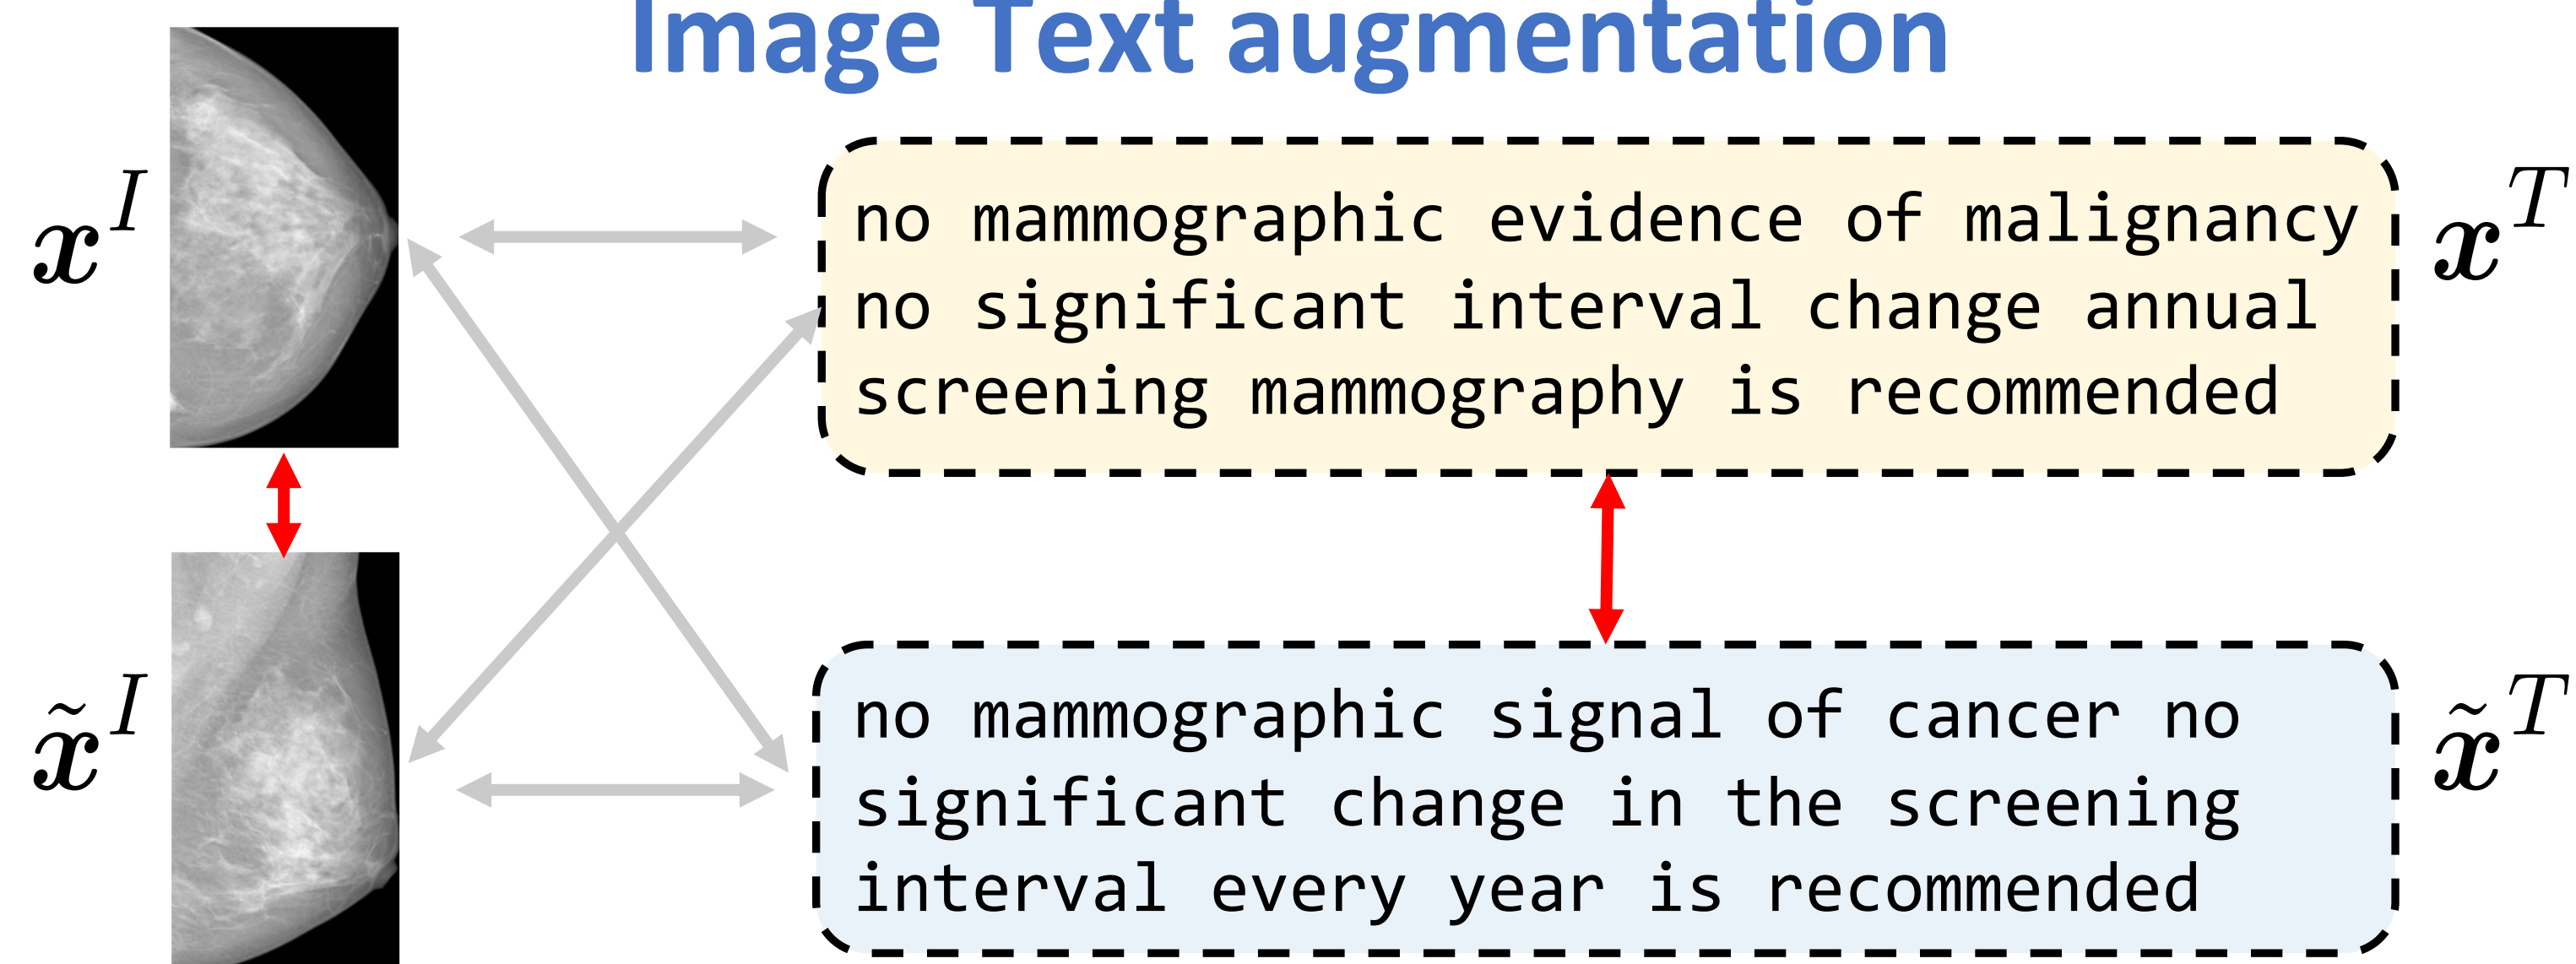 Image Text augmentation
x^I
no mammographic evidence of malignancy
no significant interval change annual
screening mammography is recommended
x^T
x̃^I
no mammographic signal of cancer no
significant change in the screening
interval every year is recommended
x̃^T